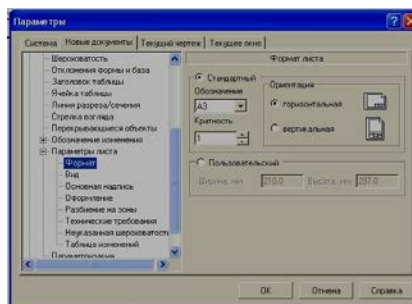 Параметры
Система Новые документы Текущий чертеж Текущее окно
Шероховатость
Отклонения формы и база
Заголовок таблицы
Ячейка таблицы
Линия разреза/сечения
Стрелка взгляда
Перекрывающиеся объекты
Обозначение изменения
Параметры листа
Формат
Вид
Основная надпись
Оформление
Разбиение на зоны
Технические требования
Неуказанная шероховатость
Таблица изменений
Параметризация
Формат листа
Стандартный
Обозначение
А3
Кратность
1
Ориентация
горизонтальная
вертикальная
Пользовательский
Ширина, мм 210.0 Высота, мм 297.0
OK Отмена Справка